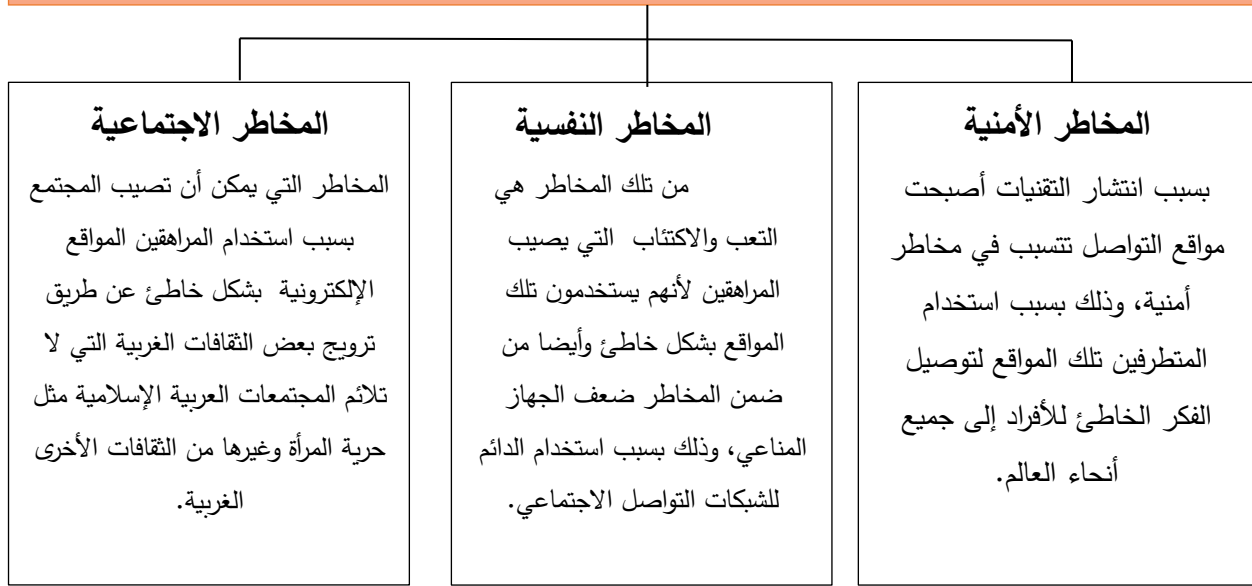 المخاطر الأمنية
بسبب انتشار التقنيات أصبحت
مواقع التواصل تتسبب في مخاطر
أمنية، وذلك بسبب استخدام
المتطرفين تلك المواقع لتوصيل
الفكر الخاطئ للأفراد إلى جميع
أنحاء العالم.
المخاطر النفسية
من تلك المخاطر هي
التعب والاكتئاب التي يصيب
المراهقين لأنهم يستخدمون تلك
المواقع بشكل خاطئ وأيضا من
ضمن المخاطر ضعف الجهاز
المناعي، وذلك بسبب استخدام الدائم
للشبكات التواصل الاجتماعي.
المخاطر الاجتماعية
المخاطر التي يمكن أن تصيب المجتمع
بسبب استخدام المراهقين المواقع
الإلكترونية بشكل خاطئ عن طريق
ترويج بعض الثقافات الغربية التي لا
تلائم المجتمعات العربية الإسلامية مثل
حرية المرأة وغيرها من الثقافات الأخرى
الغربية.